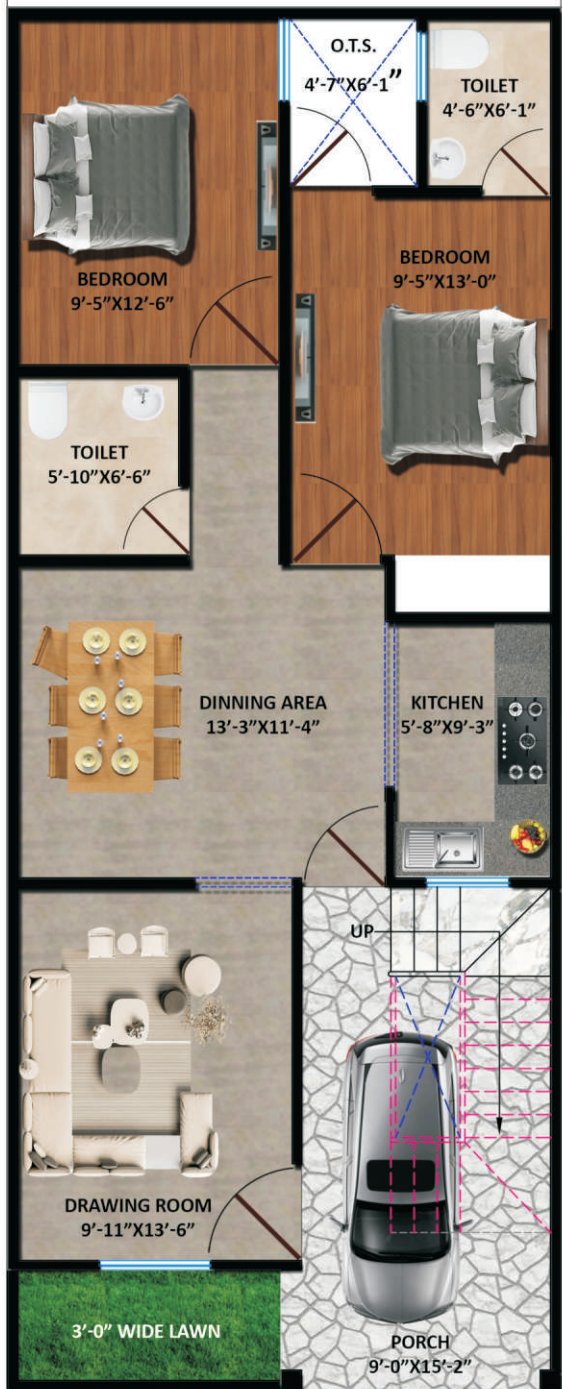 O.T.S.
4'-7"X6'-1"
TOILET
4'-6"X6'-1"
BEDROOM
9'-5"X12'-6"
BEDROOM
9'-5"X13'-0"
TOILET
5'-10"X6'-6"
DINNING AREA
13'-3"X11'-4"
KITCHEN
5'-8"X9'-3"
UP
DRAWING ROOM
9'-11"X13'-6"
3'-0" WIDE LAWN
PORCH
9'-0"X15'-2"